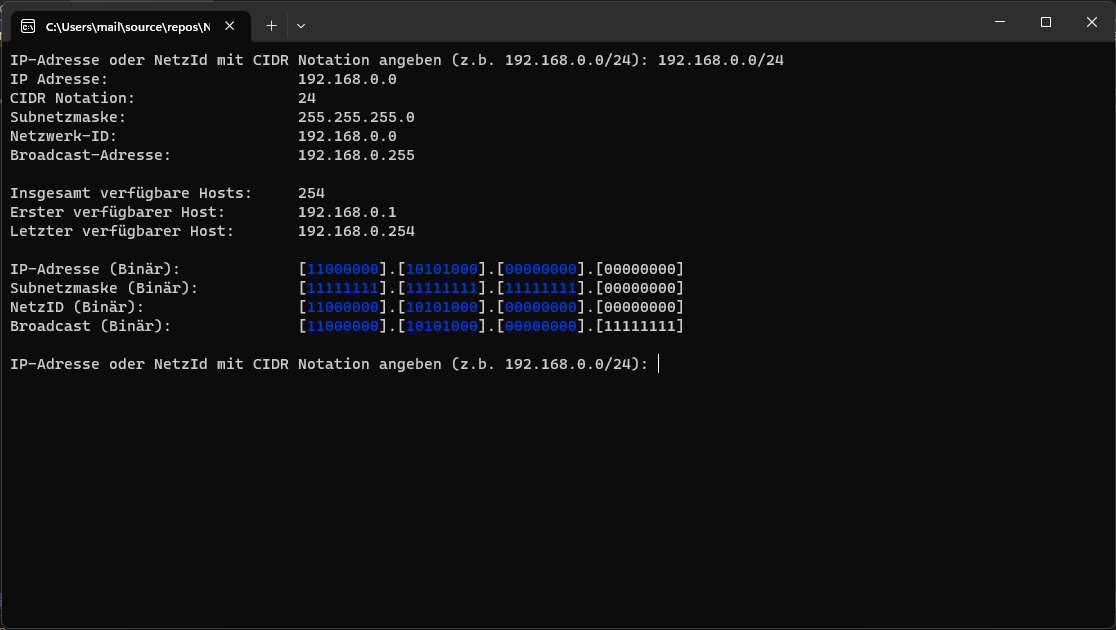 C:\Users\mail\source\repos\N
IP-Adresse oder NetzId mit CIDR Notation angeben (z.b. 192.168.0.0/24): 192.168.0.0/24
IP Adresse: 192.168.0.0
CIDR Notation: 24
Subnetzmaske: 255.255.255.0
Netzwerk-ID: 192.168.0.0
Broadcast-Adresse: 192.168.0.255
Insgesamt verfügbare Hosts: 254
Erster verfügbarer Host: 192.168.0.1
Letzter verfügbarer Host: 192.168.0.254
IP-Adresse (Binär): [11000000].[10101000].[00000000].[00000000]
Subnetzmaske (Binär): [11111111].[11111111].[11111111].[00000000]
NetzID (Binär): [11000000].[10101000].[00000000].[00000000]
Broadcast (Binär): [11000000].[10101000].[00000000].[11111111]
IP-Adresse oder NetzId mit CIDR Notation angeben (z.b. 192.168.0.0/24):